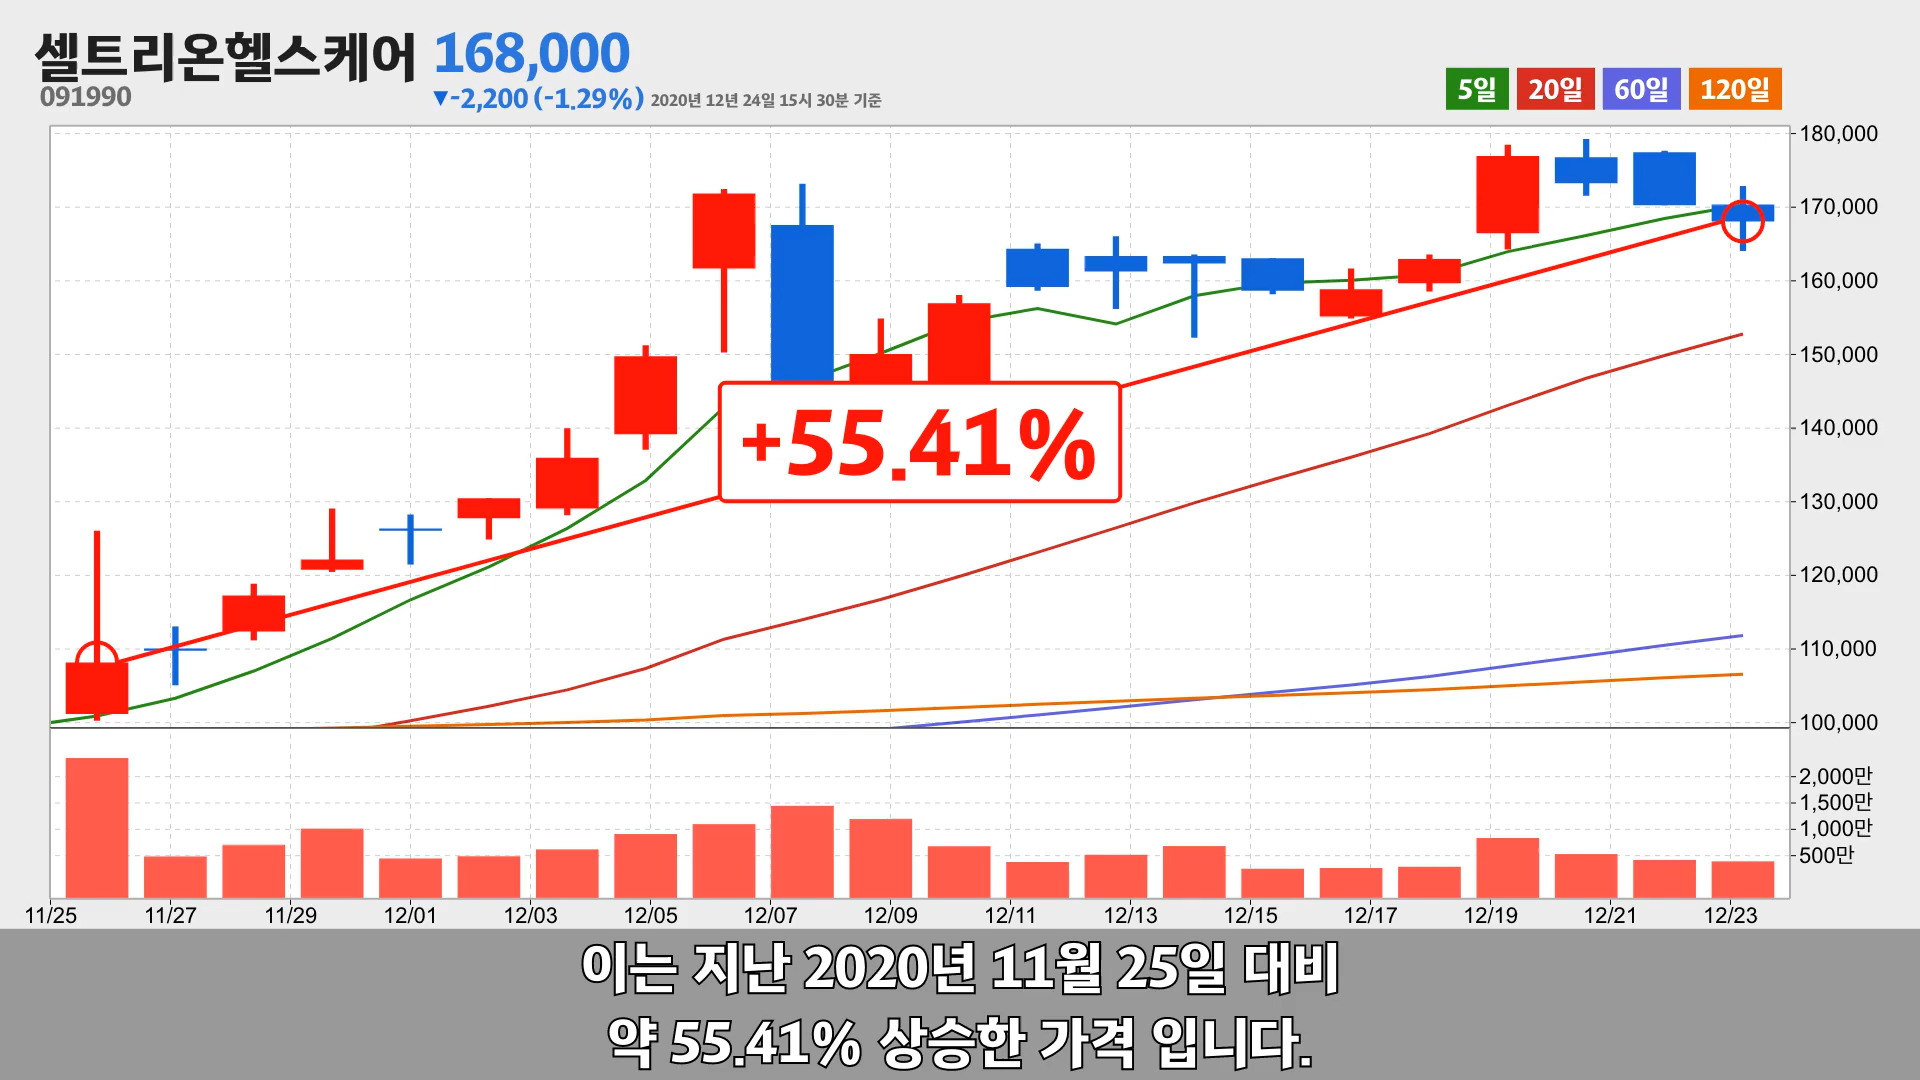 셀트리온헬스케어 168,000
091990 ▼-2,200 (-1.29%) 2020년 12년 24일 15시 30분 기준
5일 20일 60일 120일
180,000
170,000
160,000
150,000
140,000
130,000
120,000
110,000
100,000
+55.41%
2,000만
1,500만
1,000만
500만
11/25 11/27 11/29 12/01 12/03 12/05 12/07 12/09 12/11 12/13 12/15 12/17 12/19 12/21 12/23
이는 지난 2020년 11월 25일 대비
약 55.41% 상승한 가격 입니다.